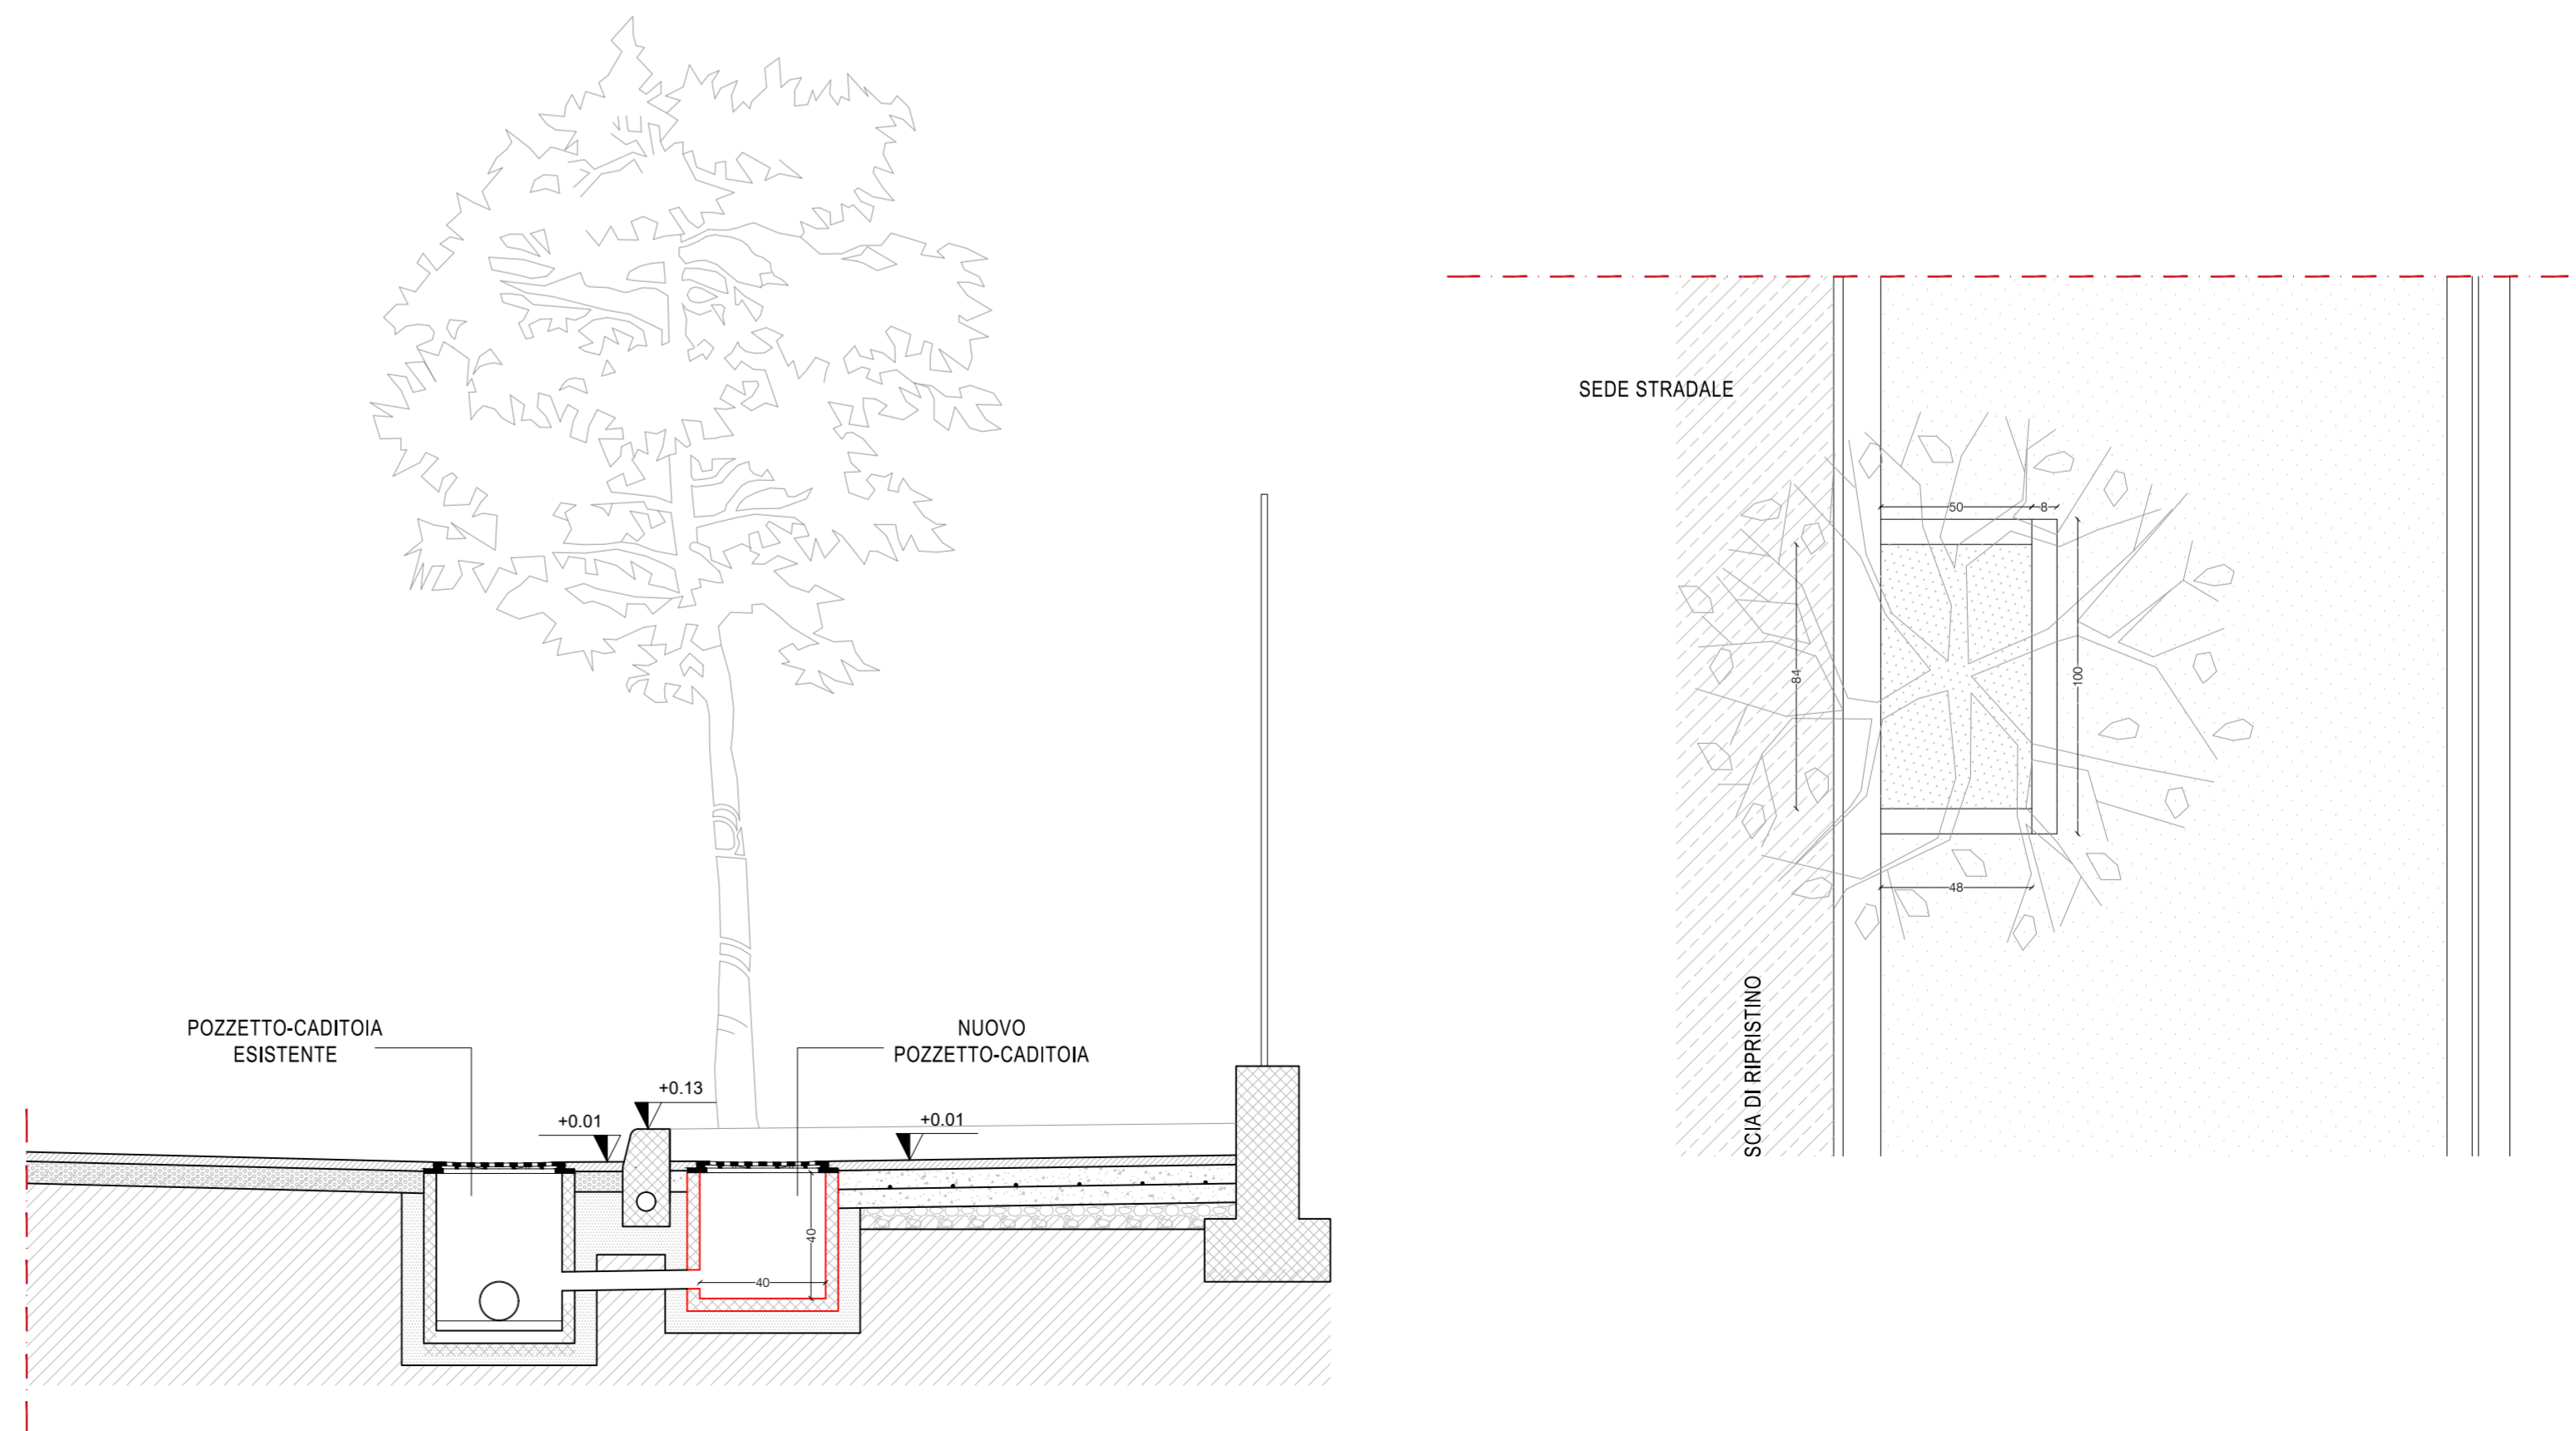 POZZETTO-CADITOIA
ESISTENTE
NUOVO
POZZETTO-CADITOIA
+0.01
+0.13
+0.01
40
40
SEDE STRADALE
SCIA DI RIPRISTINO
50
8
84
100
48